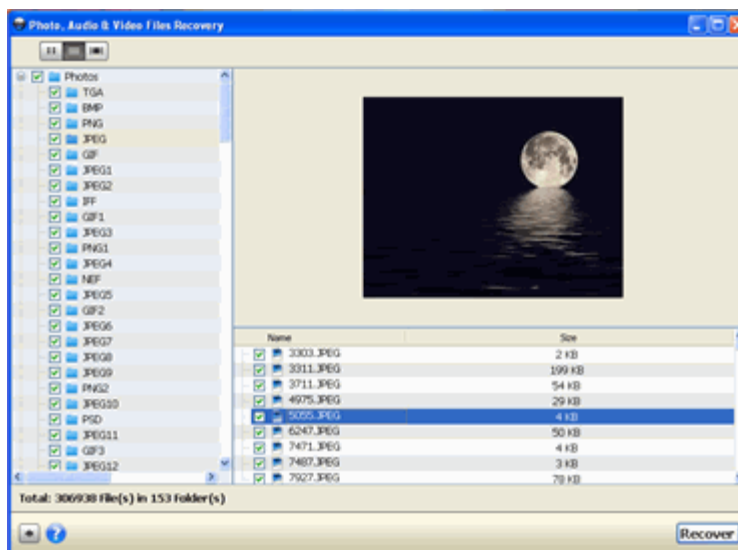 Photo, Audio & Video Files Recovery
Photos
TGA
BMP
PNG
JPEG
GIF
JPEG1
JPEG2
IFF
GIF1
JPEG3
PNG1
JPEG4
NEF
JPEG5
GIF2
JPEG6
JPEG7
JPEG8
JPEG9
PNG2
JPEG10
PSD
JPEG11
GIF3
JPEG12
Name Size
3303.JPEG 2 KB
3311.JPEG 199 KB
3711.JPEG 54 KB
4975.JPEG 29 KB
5055.JPEG 4 KB
6247.JPEG 50 KB
7471.JPEG 4 KB
7487.JPEG 3 KB
7927.JPEG 78 KB
Total: 306938 File(s) in 153 Folder(s)
Recover